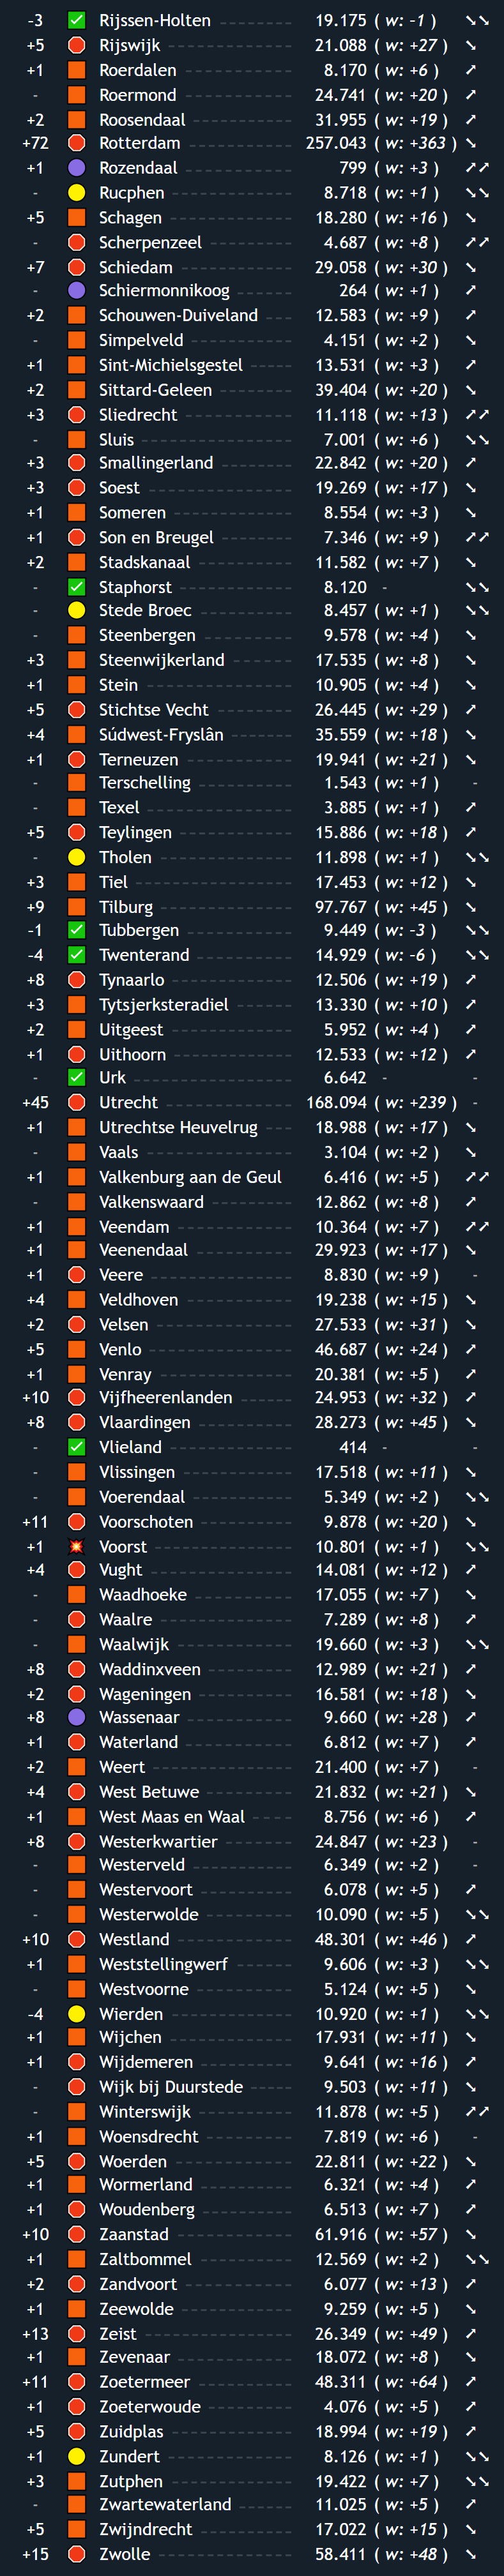 -3 ✅ Rijssen-Holten 19.175 ( w: -1 ) ➘➘
+5 🛑 Rijswijk 21.088 ( w: +27 ) ➘
+1 🟧 Roerdalen 8.170 ( w: +6 ) ➚
- 🟧 Roermond 24.741 ( w: +20 ) ➚
+2 🟧 Roosendaal 31.955 ( w: +19 ) ➚
+72 🛑 Rotterdam 257.043 ( w: +363 ) ➘
+1 🟣 Rozendaal 799 ( w: +3 ) ➚➚
- 🟡 Rucphen 8.718 ( w: +1 ) ➘➘
+5 🟧 Schagen 18.280 ( w: +16 ) ➘
- 🛑 Scherpenzeel 4.687 ( w: +8 ) ➚➚
+7 🛑 Schiedam 29.058 ( w: +30 ) ➘
- 🟣 Schiermonnikoog 264 ( w: +1 ) ➚
+2 🟧 Schouwen-Duiveland 12.583 ( w: +9 ) ➚
- 🟧 Simpelveld 4.151 ( w: +2 ) ➘
+1 🟧 Sint-Michielsgestel 13.531 ( w: +3 ) ➚
+2 🟧 Sittard-Geleen 39.404 ( w: +20 ) ➘
+3 🛑 Sliedrecht 11.118 ( w: +13 ) ➚➚
- 🟧 Sluis 7.001 ( w: +6 ) ➘➘
+3 🛑 Smallingerland 22.842 ( w: +20 ) ➚
+3 🛑 Soest 19.269 ( w: +17 ) ➘
+1 🟧 Someren 8.554 ( w: +3 ) ➘
+1 🛑 Son en Breugel 7.346 ( w: +9 ) ➚➚
+2 🟧 Stadskanaal 11.582 ( w: +7 ) ➘
- ✅ Staphorst 8.120 - ➘➘
- 🟡 Stede Broec 8.457 ( w: +1 ) ➘➘
- 🟧 Steenbergen 9.578 ( w: +4 ) ➘
+3 🟧 Steenwijkerland 17.535 ( w: +8 ) ➘
+1 🟧 Stein 10.905 ( w: +4 ) ➘
+5 🛑 Stichtse Vecht 26.445 ( w: +29 ) ➚
+4 🟧 Súdwest-Fryslân 35.559 ( w: +18 ) ➘
+1 🛑 Terneuzen 19.941 ( w: +21 ) ➘
- 🟧 Terschelling 1.543 ( w: +1 ) -
- 🟧 Texel 3.885 ( w: +1 ) ➚
+5 🛑 Teylingen 15.886 ( w: +18 ) ➚
- 🟡 Tholen 11.898 ( w: +1 ) ➘➘
+3 🟧 Tiel 17.453 ( w: +12 ) ➘
+9 🟧 Tilburg 97.767 ( w: +45 ) ➘
-1 ✅ Tubbergen 9.449 ( w: -3 ) ➘➘
-4 ✅ Twenterand 14.929 ( w: -6 ) ➘➘
+8 🛑 Tynaarlo 12.506 ( w: +19 ) ➚
+3 🟧 Tytsjerksteradiel 13.330 ( w: +10 ) ➚
+2 🟧 Uitgeest 5.952 ( w: +4 ) ➚
+1 🛑 Uithoorn 12.533 ( w: +12 ) ➚
- ✅ Urk 6.642 - -
+45 🛑 Utrecht 168.094 ( w: +239 ) -
+1 🟧 Utrechtse Heuvelrug 18.988 ( w: +17 ) ➘
- 🟧 Vaals 3.104 ( w: +2 ) ➘
+1 🟧 Valkenburg aan de Geul 6.416 ( w: +5 ) ➚➚
- 🟧 Valkenswaard 12.862 ( w: +8 ) ➚
+1 🟧 Veendam 10.364 ( w: +7 ) ➚➚
+1 🟧 Veenendaal 29.923 ( w: +17 ) ➘
+1 🛑 Veere 8.830 ( w: +9 ) -
+4 🟧 Veldhoven 19.238 ( w: +15 ) ➘
+2 🛑 Velsen 27.533 ( w: +31 ) ➘
+5 🟧 Venlo 46.687 ( w: +24 ) ➚
+1 🟧 Venray 20.381 ( w: +5 ) ➚
+10 🛑 Vijfheerenlanden 24.953 ( w: +32 ) ➚
+8 🛑 Vlaardingen 28.273 ( w: +45 ) ➘
- ✅ Vlieland 414 - -
- 🟧 Vlissingen 17.518 ( w: +11 ) ➘
- 🟧 Voerendaal 5.349 ( w: +2 ) ➘➘
+11 🛑 Voorschoten 9.878 ( w: +20 ) ➘
+1 💥 Voorst 10.801 ( w: +1 ) ➘➘
+4 🛑 Vught 14.081 ( w: +12 ) ➚
- 🟧 Waadhoeke 17.055 ( w: +7 ) ➘
- 🛑 Waalre 7.289 ( w: +8 ) ➚
- 🟧 Waalwijk 19.660 ( w: +3 ) ➘➘
+8 🛑 Waddinxveen 12.989 ( w: +21 ) ➚
+2 🛑 Wageningen 16.581 ( w: +18 ) ➘
+8 🟣 Wassenaar 9.660 ( w: +28 ) ➚
+1 🛑 Waterland 6.812 ( w: +7 ) ➚
+2 🟧 Weert 21.400 ( w: +7 ) -
+4 🛑 West Betuwe 21.832 ( w: +21 ) ➘
+1 🟧 West Maas en Waal 8.756 ( w: +6 ) ➚
+8 🛑 Westerkwartier 24.847 ( w: +23 ) -
- 🟧 Westerveld 6.349 ( w: +2 ) -
- 🟧 Westervoort 6.078 ( w: +5 ) ➚
- 🟧 Westerwolde 10.090 ( w: +5 ) ➘➘
+10 🛑 Westland 48.301 ( w: +46 ) ➚
+1 🟧 Weststellingwerf 9.606 ( w: +3 ) ➘➘
- 🟧 Westvoorne 5.124 ( w: +5 ) ➘
-4 🟡 Wierden 10.920 ( w: +1 ) ➘➘
+1 🟧 Wijchen 17.931 ( w: +11 ) ➘
+1 🛑 Wijdemeren 9.641 ( w: +16 ) ➚
- 🛑 Wijk bij Duurstede 9.503 ( w: +11 ) ➘
- 🟧 Winterswijk 11.878 ( w: +5 ) ➚➚
+1 🟧 Woensdrecht 7.819 ( w: +6 ) -
+5 🛑 Woerden 22.811 ( w: +22 ) ➘
+1 🟧 Wormerland 6.321 ( w: +4 ) ➚
+1 🛑 Woudenberg 6.513 ( w: +7 ) ➚
+10 🛑 Zaanstad 61.916 ( w: +57 ) ➘
+1 🟧 Zaltbommel 12.569 ( w: +2 ) ➘➘
+2 🛑 Zandvoort 6.077 ( w: +13 ) ➚
+1 🟧 Zeewolde 9.259 ( w: +5 ) ➘
+13 🛑 Zeist 26.349 ( w: +49 ) ➚
+1 🟧 Zevenaar 18.072 ( w: +8 ) ➘
+11 🛑 Zoetermeer 48.311 ( w: +64 ) ➚
+1 🛑 Zoeterwoude 4.076 ( w: +5 ) ➚
+5 🛑 Zuidplas 18.994 ( w: +19 ) ➚
+1 🟡 Zundert 8.126 ( w: +1 ) ➘➘
+3 🟧 Zutphen 19.422 ( w: +7 ) ➘➘
- 🟧 Zwartewaterland 11.025 ( w: +5 ) ➚
+5 🟧 Zwijndrecht 17.022 ( w: +15 ) ➘
+15 🛑 Zwolle 58.411 ( w: +48 ) ➘